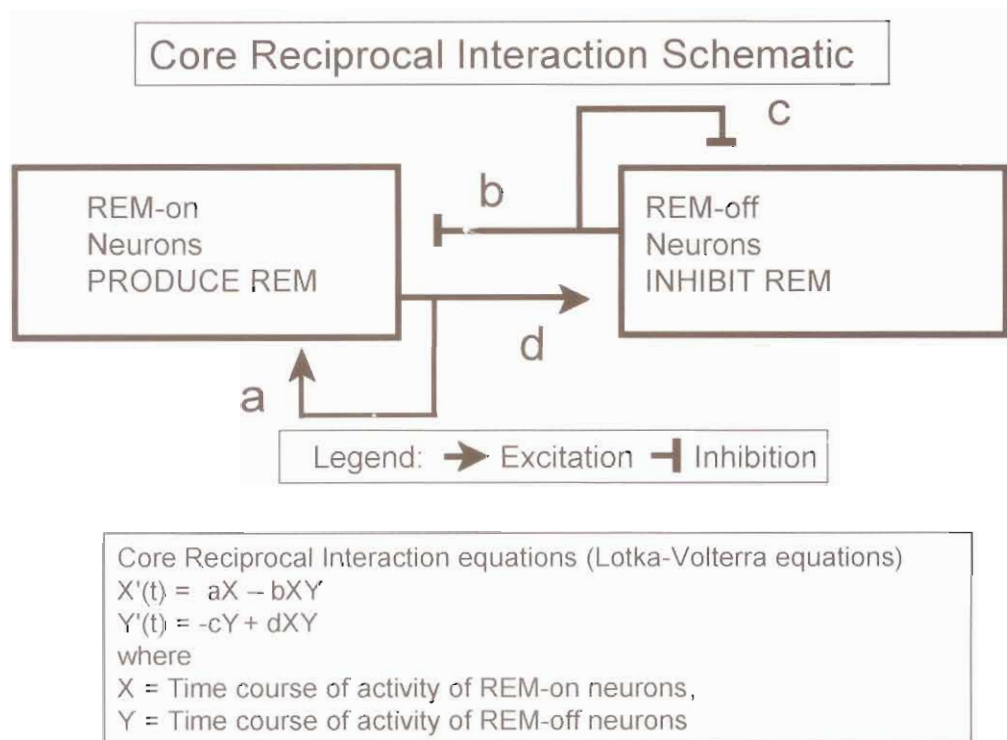 Core Reciprocal Interaction Schematic
c
b
REM-on
Neurons
PRODUCE REM
REM-off
Neurons
INHIBIT REM
d
a
Legend: Excitation Inhibition
Core Reciprocal Interaction equations (Lotka-Volterra equations)
X'(t) = aX – bXY
Y'(t) = -cY + dXY
where
X = Time course of activity of REM-on neurons,
Y = Time course of activity of REM-off neurons